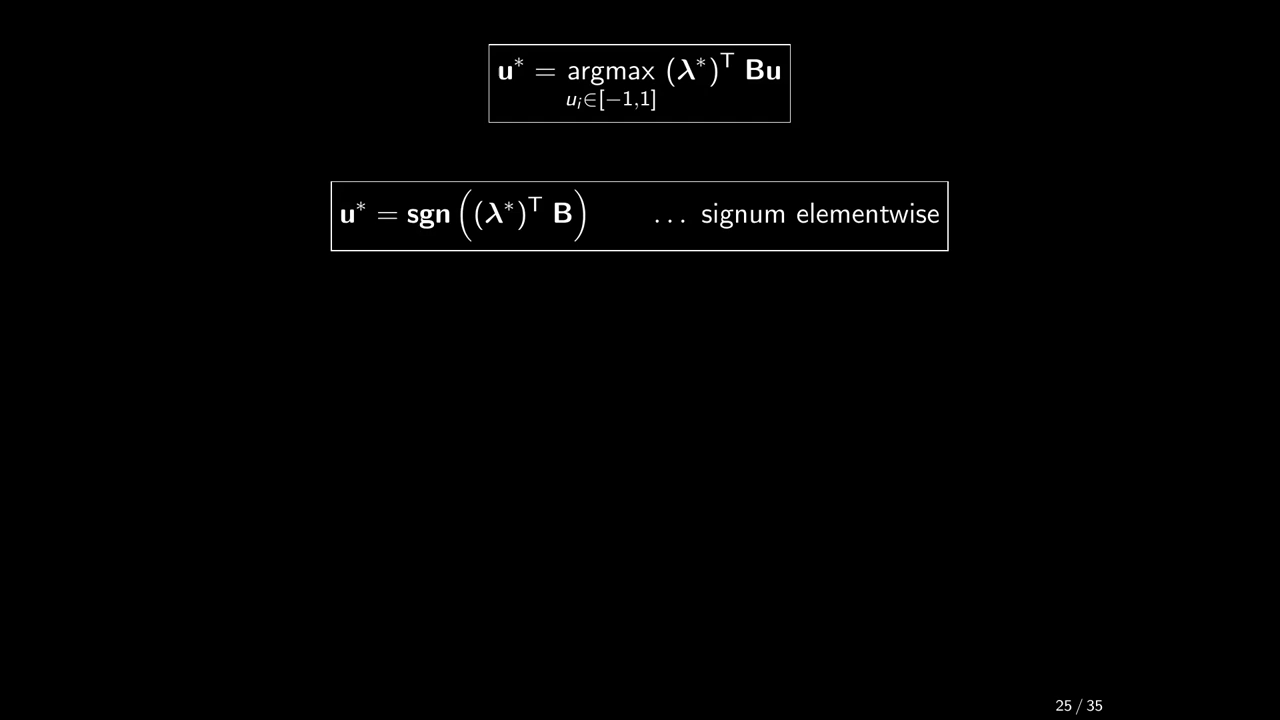 u* = argmax (λ*)ᵀ Bu
uᵢ∈[−1,1]
u* = sgn ((λ*)ᵀ B) ... signum elementwise
25 / 35